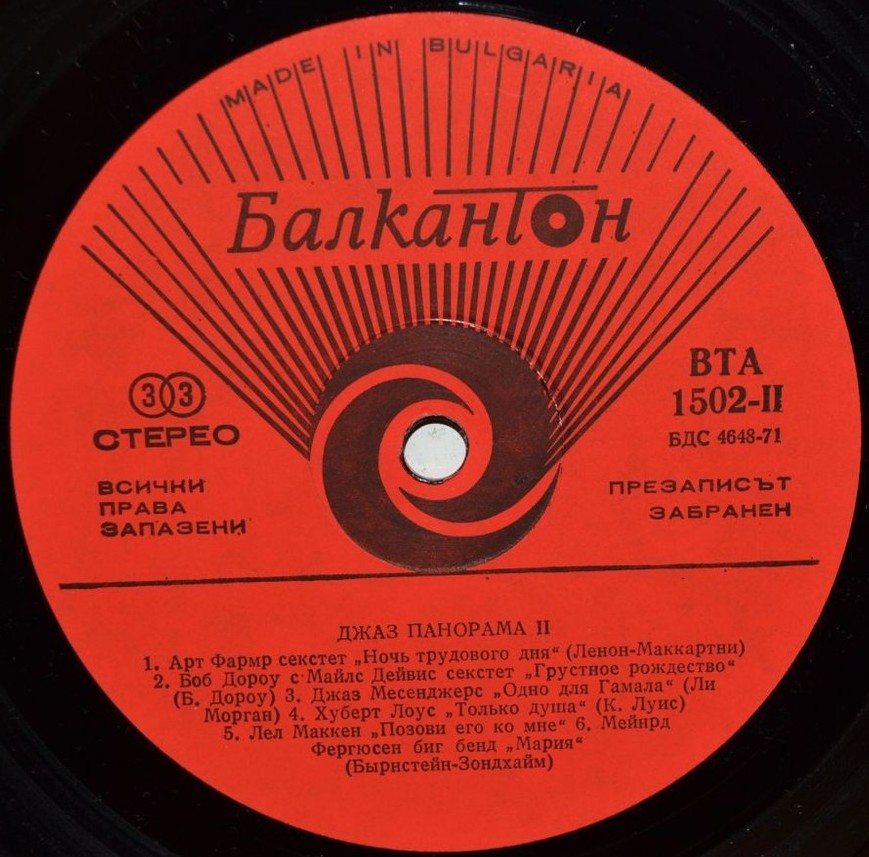 MADE IN BULGARIA
Балкантон
33
СТЕРЕО
ВТА
1502-II
БДС 4648-71
ВСИЧКИ
ПРАВА
ЗАПАЗЕНИ
ПРЕЗАПИСЪТ
ЗАБРАНЕН
ДЖАЗ ПАНОРАМА II
1. Арт Фармр секстет „Ночь трудового дня“ (Ленон-Маккартни)
2. Боб Дороу с Майлс Дейвис секстет „Грустное рождество“
(Б. Дороу) 3. Джаз Месенджерс „Одно для Гамала“ (Ли
Морган) 4. Хуберт Лоус „Только душа“ (К. Луис)
5. Лел Маккен „Позови его ко мне“ 6. Мейнрд
Фергюсен биг бенд „Мария“
(Бырнстейн-Зондхайм)